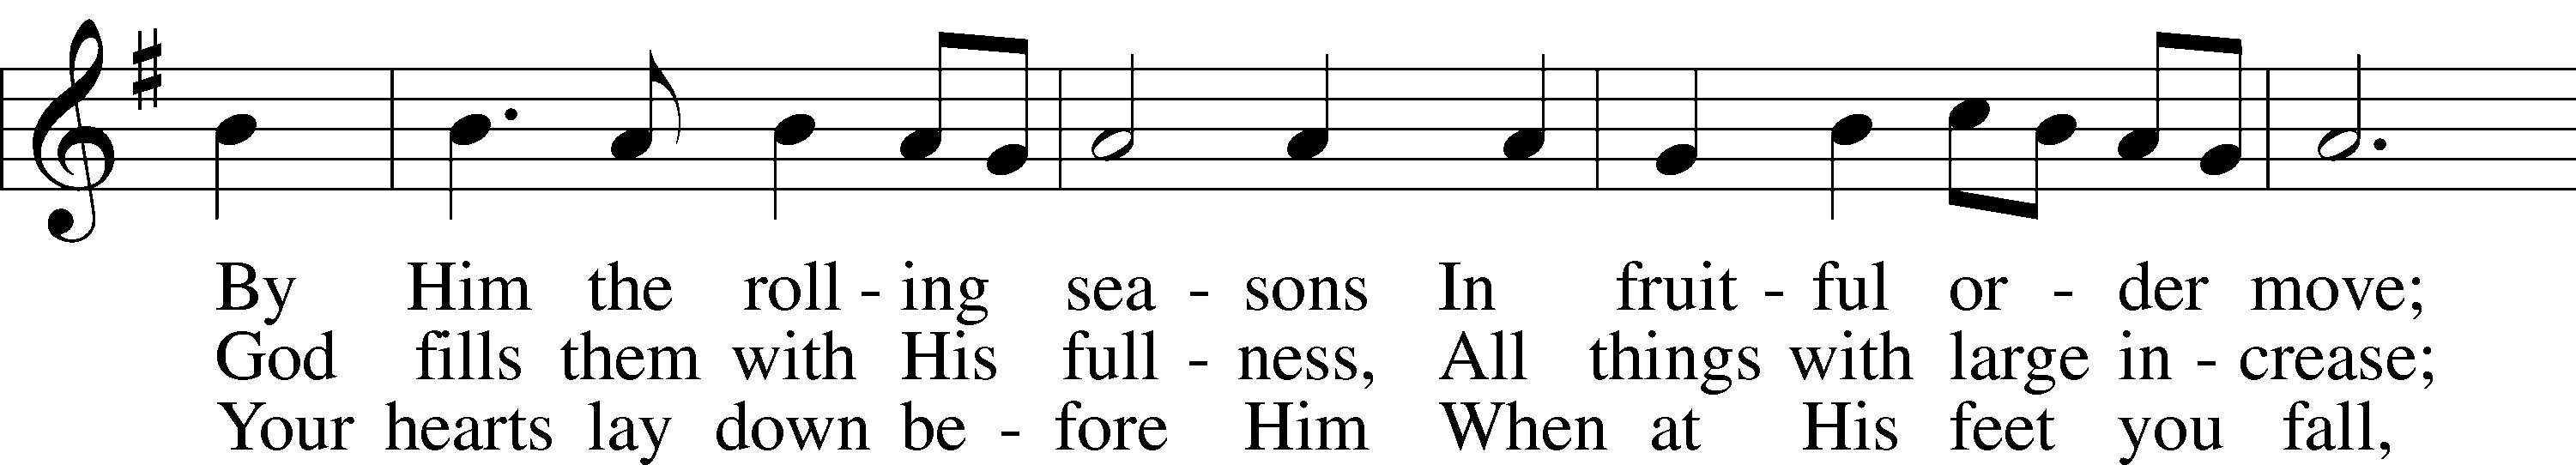 By Him the roll - ing sea - sons In fruit - ful or - der move;
God fills them with His full - ness, All things with large in - crease;
Your hearts lay down be - fore Him When at His feet you fall,